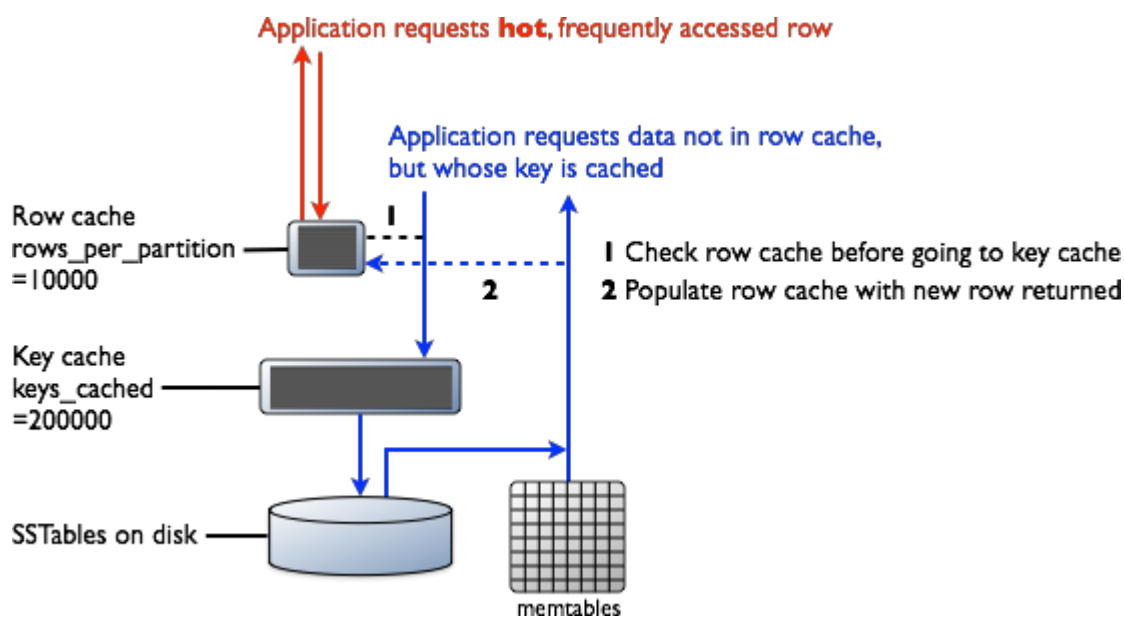 Application requests hot, frequently accessed row
Application requests data not in row cache,
but whose key is cached
Row cache
rows_per_partition
=10000
1
2
1 Check row cache before going to key cache
2 Populate row cache with new row returned
Key cache
keys_cached
=200000
SSTables on disk
memtables